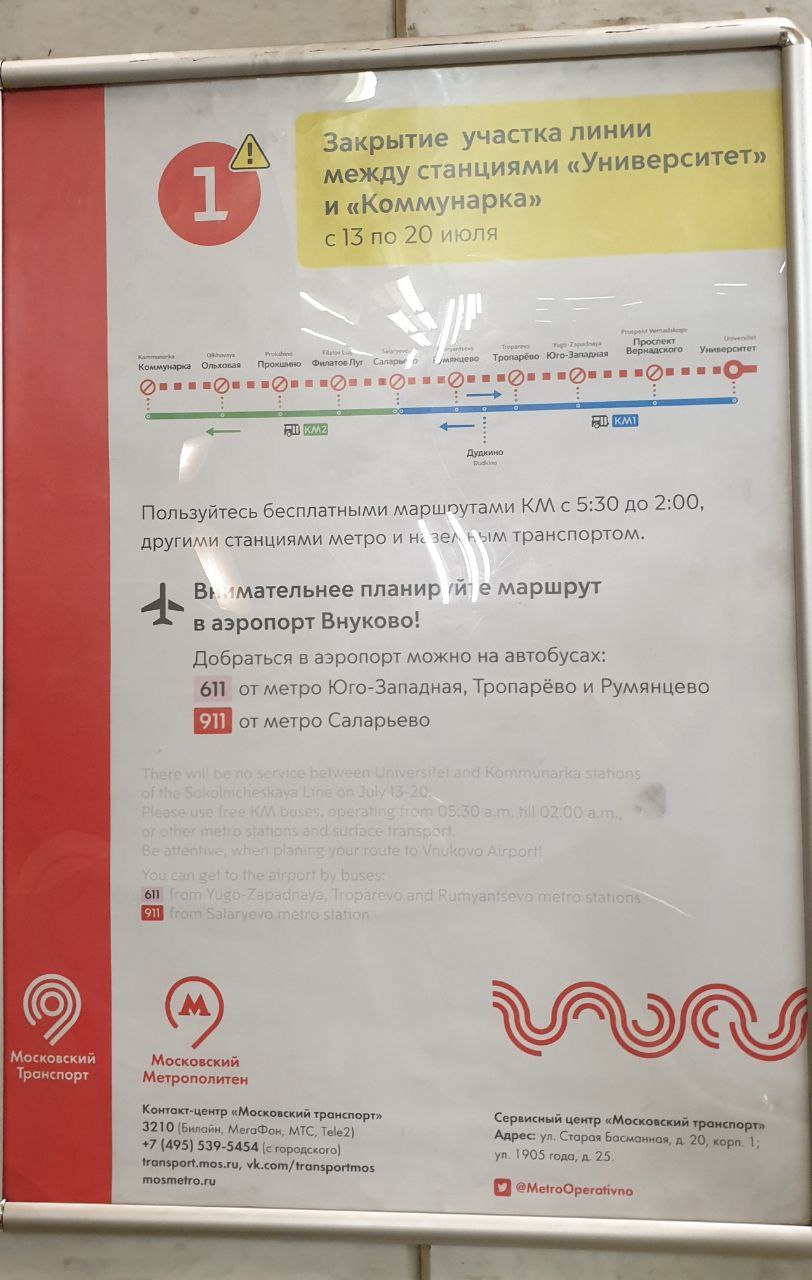 1
Закрытие участка линии
между станциями «Университет»
и «Коммунарка»
с 13 по 20 июля
Kommunarka
Коммунарка
Olkhovaya
Ольховая
Prokshino
Прокшино
Filatov Lug
Филатов Луг
Salaryevo
Саларьево
Румянцево
Troparevo
Тропарёво
Yugo-Zapadnaya
Юго-Западная
Prospekt Vernadskogo
Проспект
Вернадского
Universitet
Университет
КМ2
КМ1
Дудкино
Dudkino
Пользуйтесь бесплатными маршрутами КМ с 5:30 до 2:00,
другими станциями метро и наземным транспортом.
Внимательнее планируйте маршрут
в аэропорт Внуково!
Добраться в аэропорт можно на автобусах:
611 от метро Юго-Западная, Тропарёво и Румянцево
911 от метро Саларьево
There will be no service between Universitet and Kommunarka stations
of the Sokolnicheskaya Line on July 13-20.
Please use free KM buses, operating from 05:30 a.m. till 02.00 a.m.,
or other metro stations and surface transport.
Be attentive, when planing your route to Vnukovo Airport!
You can get to the airport by buses:
611 from Yugo-Zapadnaya, Troparevo and Rumyantsevo metro stations
911 from Salaryevo metro station
Московский
Транспорт
М
Московский
Метрополитен
Контакт-центр «Московский транспорт»
3210 (Билайн, МегаФон, МТС, Tele2)
+7 (495) 539-5454 (с городского)
transport.mos.ru, vk.com/transportmos
mosmetro.ru
Сервисный центр «Московский транспорт»
Адрес: ул. Старая Басманная, д. 20, корп. 1;
ул. 1905 года, д. 25.
@MetroOperativno